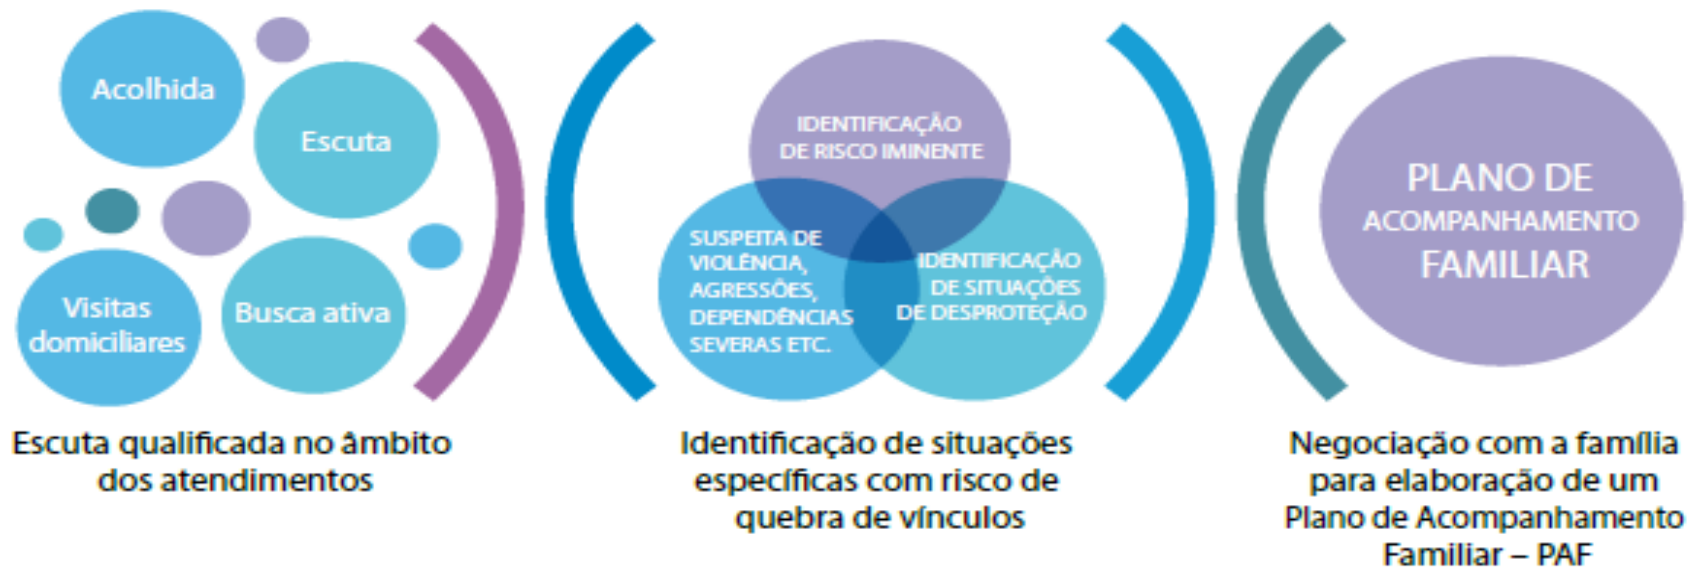 Acolhida
Escuta
Visitas
domiciliares
Busca ativa
Escuta qualificada no âmbito
dos atendimentos
IDENTIFICAÇÃO
DE RISCO IMINENTE
SUSPEITA DE
VIOLÊNCIA,
AGRESSÕES,
DEPENDÊNCIAS
SEVERAS ETC.
IDENTIFICAÇÃO
DE SITUAÇÕES
DE DESPROTEÇÃO
Identificação de situações
específicas com risco de
quebra de vínculos
PLANO DE
ACOMPANHAMENTO
FAMILIAR
Negociação com a família
para elaboração de um
Plano de Acompanhamento
Familiar – PAF